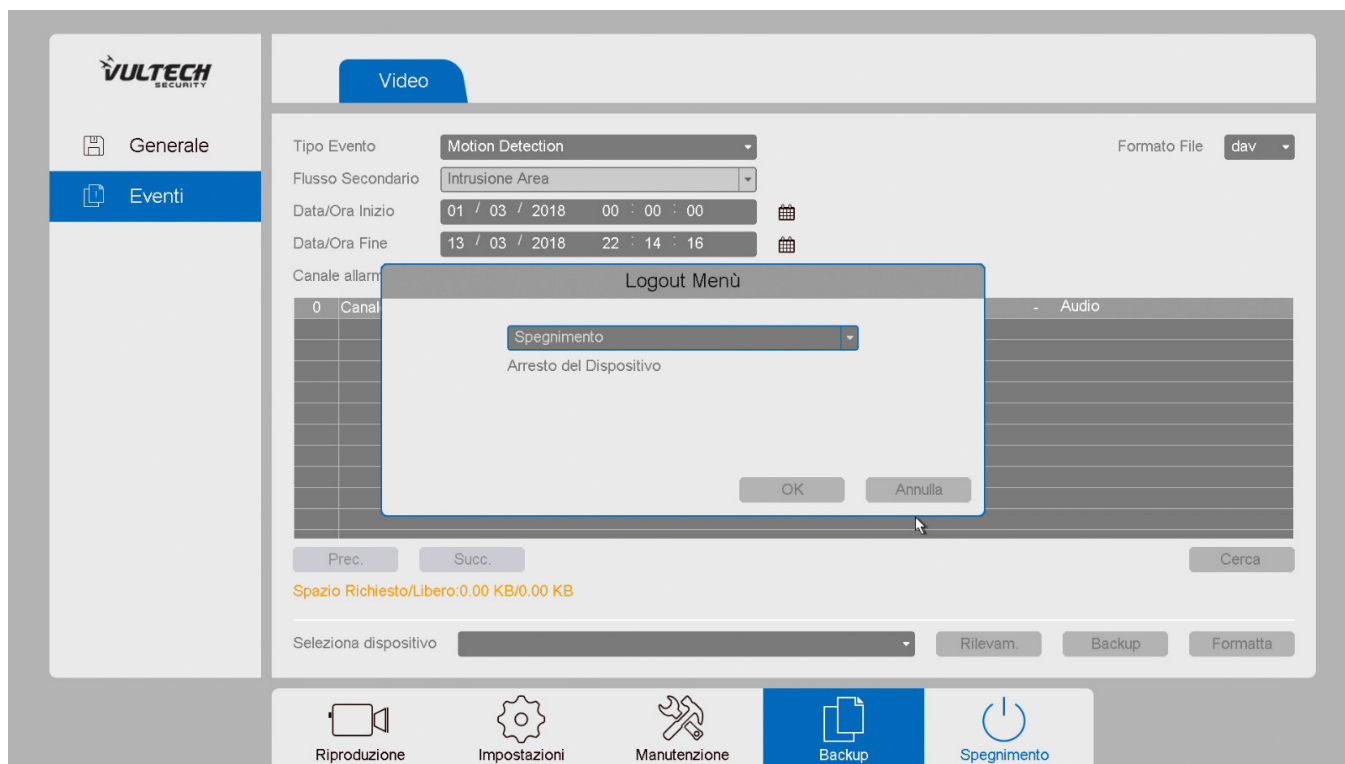 VULTECH
SECURITY
Video
Generale
Eventi
Tipo Evento Motion Detection Formato File dav
Flusso Secondario Intrusione Area
Data/Ora Inizio 01 / 03 / 2018 00 : 00 : 00
Data/Ora Fine 13 / 03 / 2018 22 : 14 : 16
Canale allarm
Logout Menù
0 Canal - Audio
Spegnimento
Arresto del Dispositivo
OK Annulla
Prec. Succ. Cerca
Spazio Richiesto/Libero:0.00 KB/0.00 KB
Seleziona dispositivo Rilevam. Backup Formatta
Riproduzione Impostazioni Manutenzione Backup Spegnimento